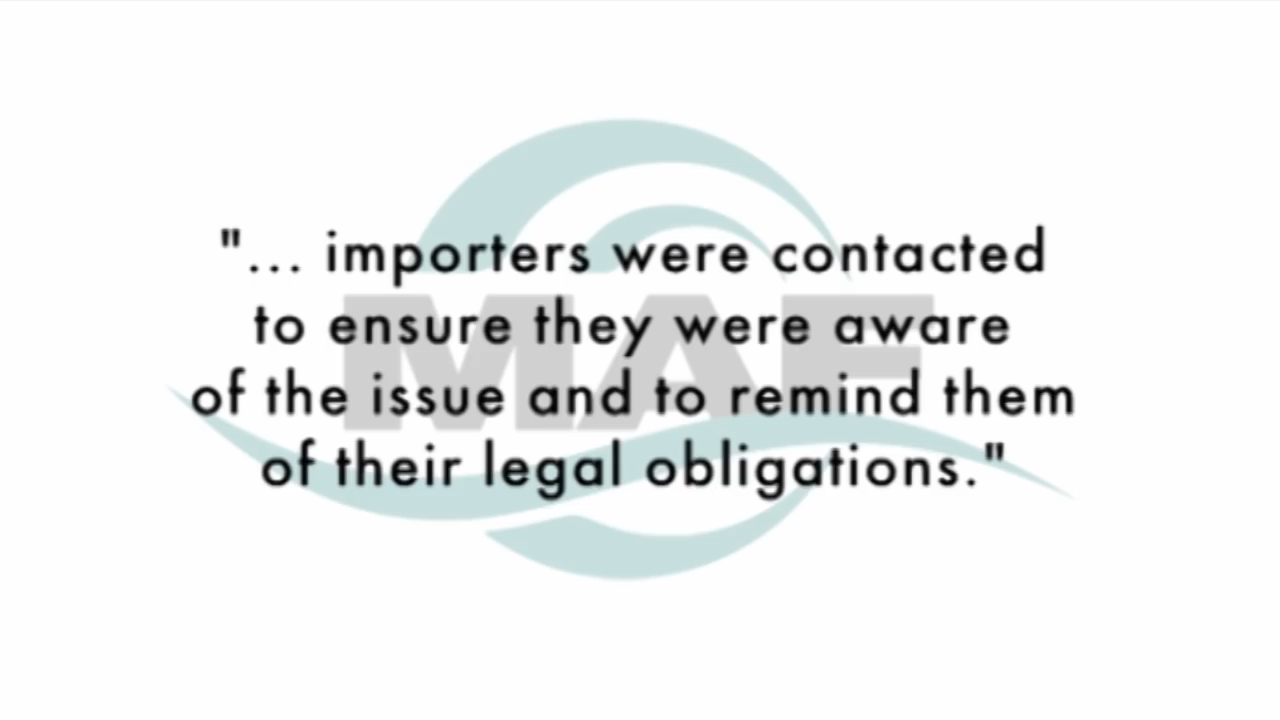 "... importers were contacted
to ensure they were aware
of the issue and to remind them
of their legal obligations."
MAF